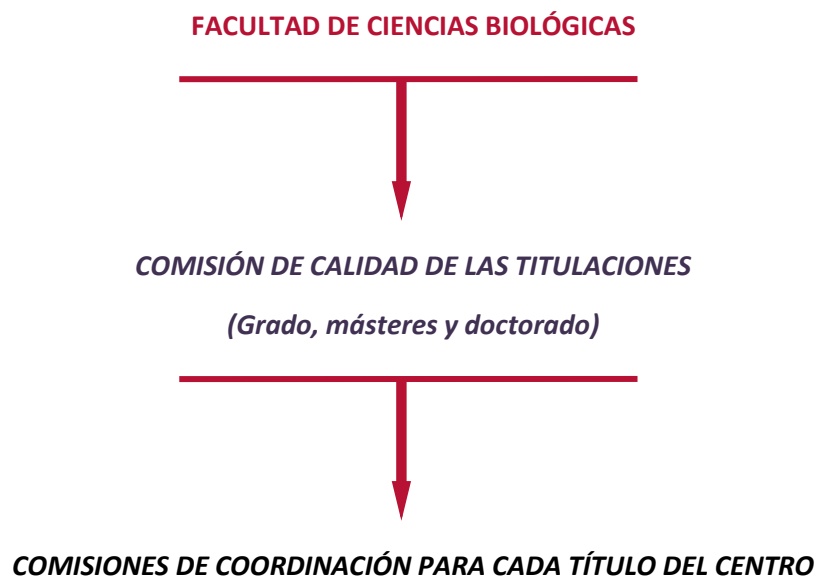 FACULTAD DE CIENCIAS BIOLÓGICAS
COMISIÓN DE CALIDAD DE LAS TITULACIONES
(Grado, másteres y doctorado)
COMISIONES DE COORDINACIÓN PARA CADA TÍTULO DEL CENTRO